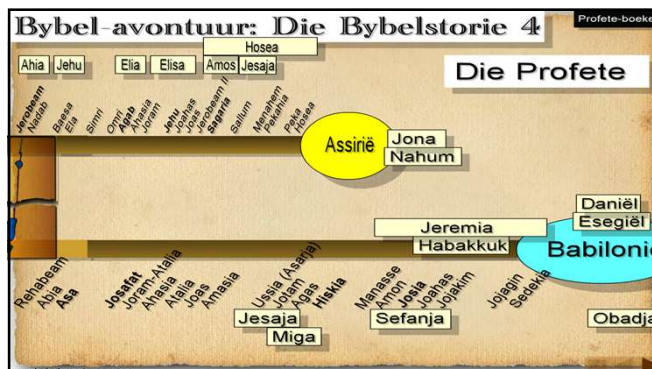 Bybel-avontuur: Die Bybelstorie 4
Profete-boeke
Hosea
Ahia
Jehu
Elia
Elisa
Amos
Jesaja
Die Profete
Jerobeam
Nadab
Baesa
Ela
Simri
Omri
Agab
Ahasia
Joram
Jehu
Joahas
Joas
Jerobeam II
Sagaria
Sallum
Menahem
Pekahia
Peka
Hosea
Assirië
Jona
Nahum
Daniël
Esegiël
Jeremia
Habakkuk
Babilonië
Rehabeam
Abia
Asa
Josafat
Joram-Atalia
Ahasia
Atalia
Joas
Amasia
Ussia (Asarja)
Jotam
Agas
Hiskia
Manasse
Amon
Josia
Joahas
Jojakim
Jojagin
Sedekia
Jesaja
Miga
Sefanja
Obadja